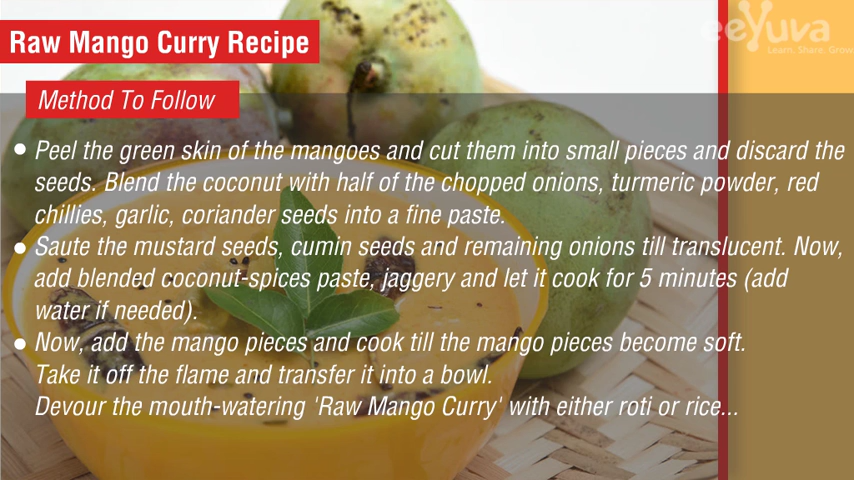 eeYuva
Learn. Share. Grow
Raw Mango Curry Recipe
Method To Follow
• Peel the green skin of the mangoes and cut them into small pieces and discard the
seeds. Blend the coconut with half of the chopped onions, turmeric powder, red
chillies, garlic, coriander seeds into a fine paste.
• Saute the mustard seeds, cumin seeds and remaining onions till translucent. Now,
add blended coconut-spices paste, jaggery and let it cook for 5 minutes (add
water if needed).
• Now, add the mango pieces and cook till the mango pieces become soft.
Take it off the flame and transfer it into a bowl.
Devour the mouth-watering 'Raw Mango Curry' with either roti or rice...